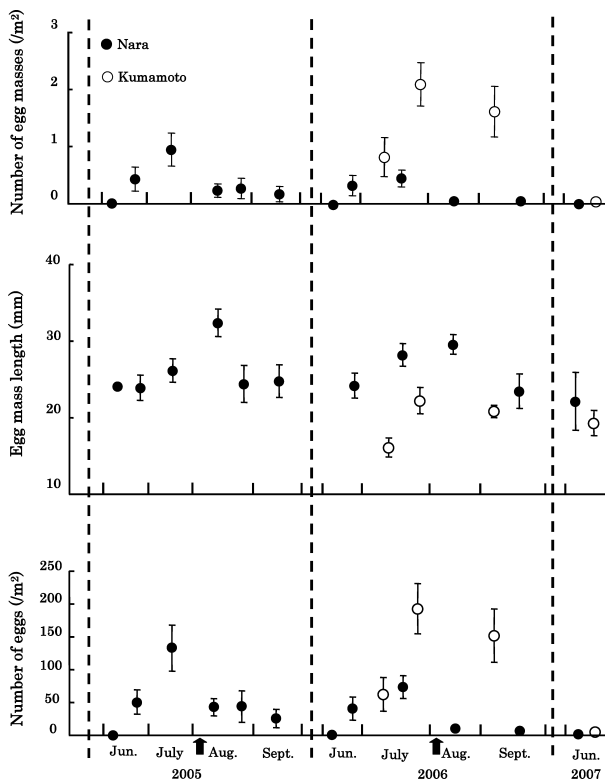 Number of egg masses (/m²)
3
2
1
0
Nara
Kumamoto
Egg mass length (mm)
40
30
20
10
Number of eggs (/m²)
250
200
150
100
50
0
Jun. July Aug. Sept. Jun. July Aug. Sept. Jun.
2005 2006 2007